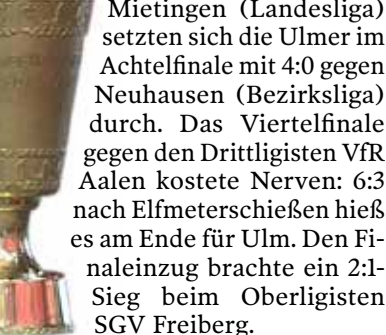 Mietingen (Landesliga)
setzten sich die Ulmer im
Achtelfinale mit 4:0 gegen
Neuhausen (Bezirksliga)
durch. Das Viertelfinale
gegen den Drittligisten VfR
Aalen kostete Nerven: 6:3
nach Elfmeterschießen hieß
es am Ende für Ulm. Den Fi-
naleinzug brachte ein 2:1-
Sieg beim Oberligisten
SGV Freiberg.